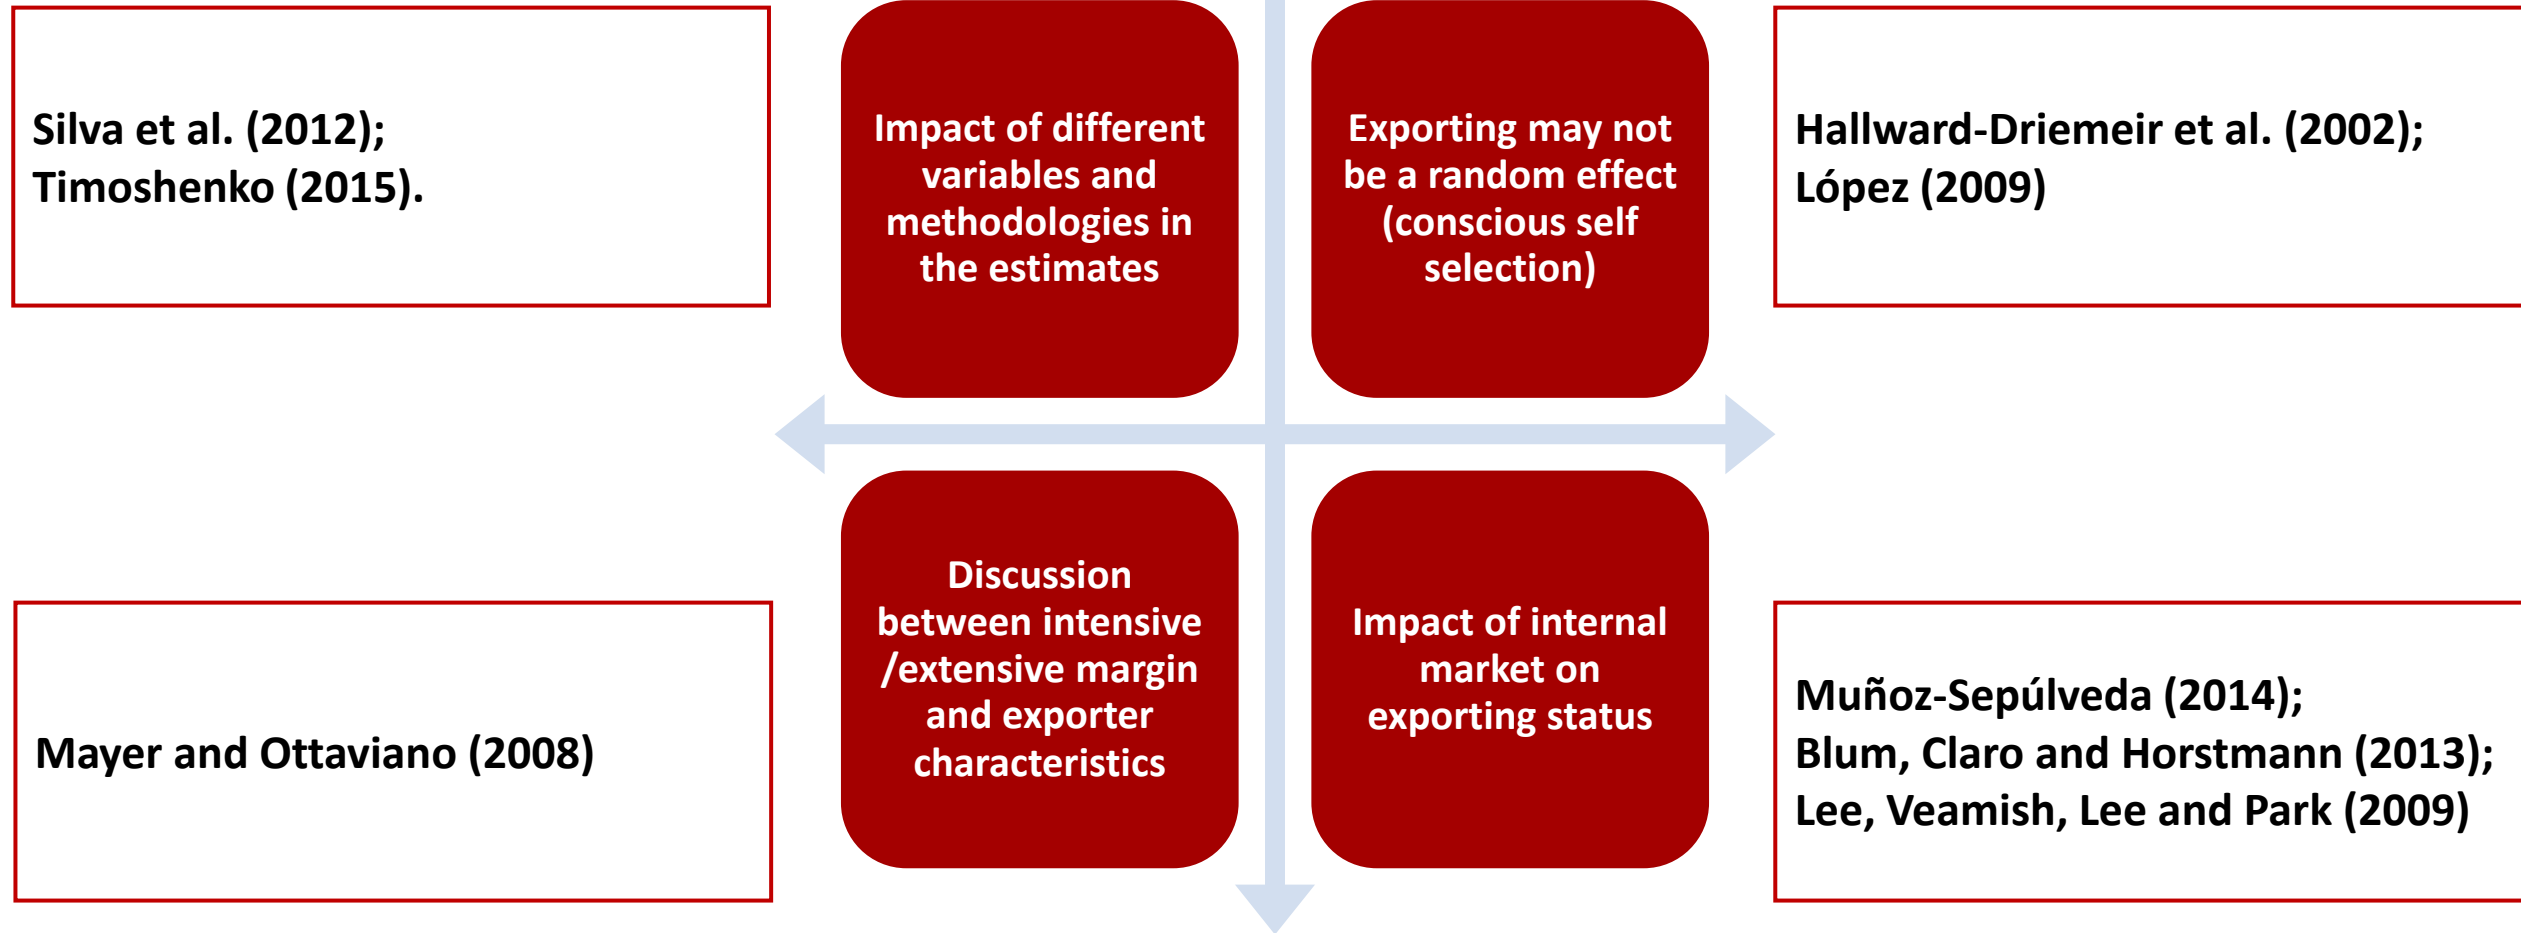 Silva et al. (2012);
Timoshenko (2015).
Impact of different
variables and
methodologies in
the estimates
Exporting may not
be a random effect
(conscious self
selection)
Hallward-Driemeir et al. (2002);
López (2009)
Mayer and Ottaviano (2008)
Discussion
between intensive
/extensive margin
and exporter
characteristics
Impact of internal
market on
exporting status
Muñoz-Sepúlveda (2014);
Blum, Claro and Horstmann (2013);
Lee, Veamish, Lee and Park (2009)